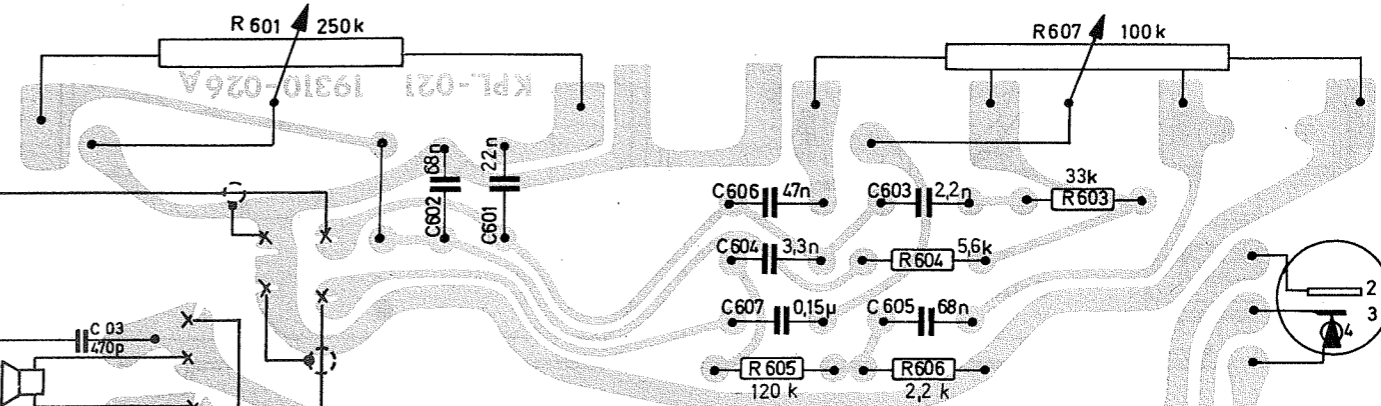 R 601 250k
R607 100k
KPL.-021 19310-026A
C602 68n
C601 22n
C606 47n
C603 2,2n
33k
R603
C604 3,3n
R604 5,6k
C607 0,15µ
C605 68n
C 03
470p
R 605
120 k
R606
2,2 k
2
3
4